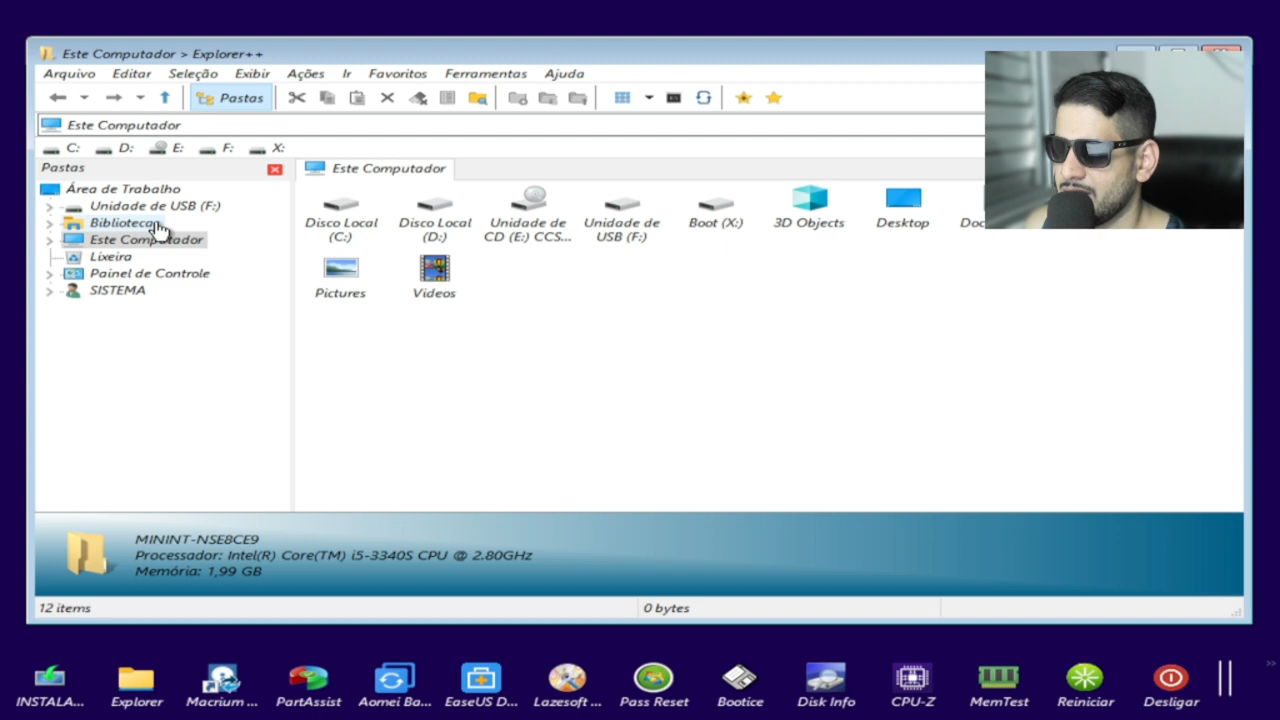 Este Computador > Explorer++
Arquivo Editar Seleção Exibir Ações Ir Favoritos Ferramentas Ajuda
Pastas
Este Computador
C: D: E: F: X:
Pastas
Este Computador
Área de Trabalho
Unidade de USB (F:)
Este Computador
Lixeira
Painel de Controle
SISTEMA
Disco Local (C:)
Disco Local (D:)
Unidade de CD (E:) CCS...
Unidade de USB (F:)
Boot (X:)
3D Objects
Desktop
Pictures
Videos
MININT-NSE8CE9
Processador: Intel(R) Core(TM) i5-3340S CPU @ 2.80GHz
Memória: 1,99 GB
12 items
0 bytes
INSTALA...
Explorer
Macrium ...
PartAssist
Aomei Ba...
EaseUS D...
Lazesoft ...
Pass Reset
Bootice
Disk Info
CPU-Z
MemTest
Reiniciar
Desligar